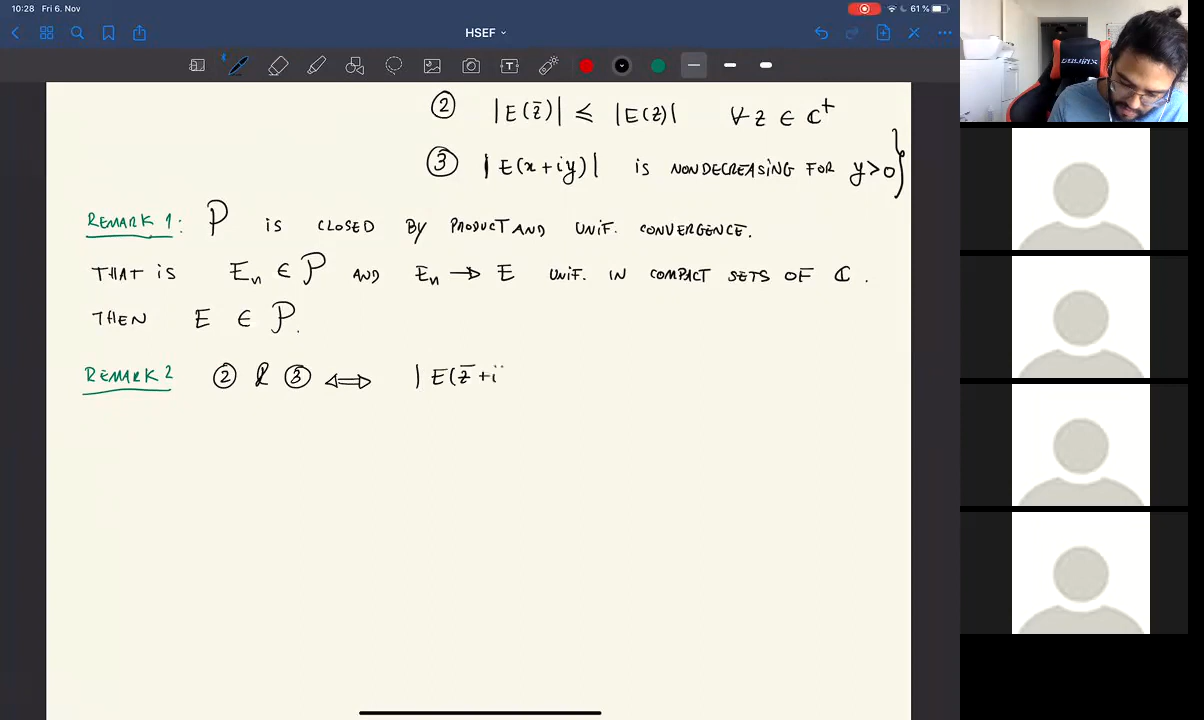 10:28 Fri 6. Nov
61%
HSEF
② |E(z̄)| ≤ |E(z)| ∀ z ∈ ℂ⁺
③ |E(x+iy)| IS NONDECREASING FOR y>0}
REMARK 1: P IS CLOSED BY PRODUCT AND UNIF. CONVERGENCE.
THAT IS Eₙ ∈ P AND Eₙ → E UNIF. IN COMPACT SETS OF ℂ.
THEN E ∈ P.
REMARK 2 ② & ③ ⟺ |E(z̄+i